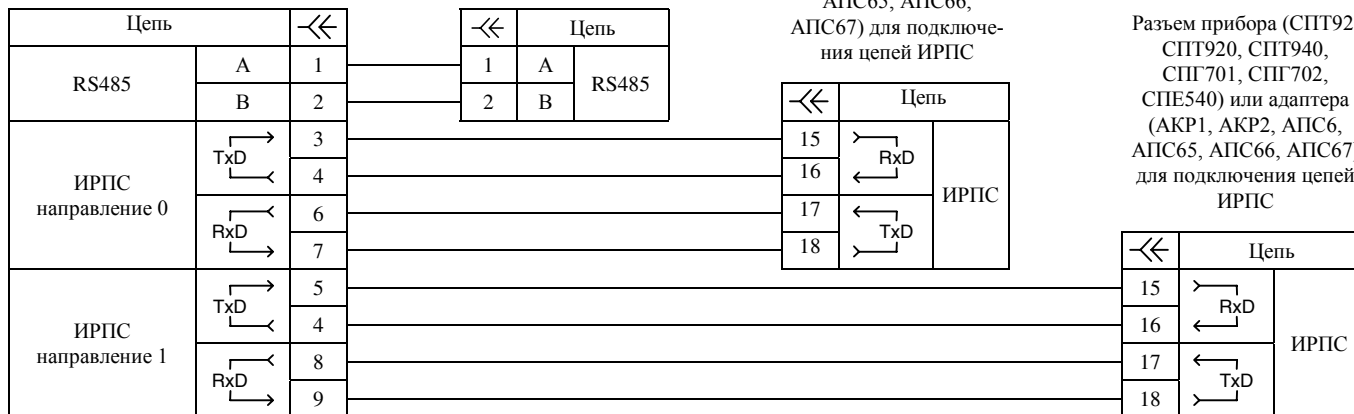 АПС65, АПС66,
АПС67) для подключе-
ния цепей ИРПС
Разъем прибора (СПТ92
СПТ920, СПТ940,
СПГ701, СПГ702,
СПЕ540) или адаптера
(АКР1, АКР2, АПС6,
АПС65, АПС66, АПС67)
для подключения цепей
ИРПС
Цепь
RS485
A
1
B
2
ИРПС
направление 0
TxD
3
4
RxD
6
7
ИРПС
направление 1
TxD
5
4
RxD
8
9
Цепь
1
A
2
B
RS485
Цепь
15
16
RxD
17
18
TxD
ИРПС
Цепь
15
16
RxD
17
18
TxD
ИРПС